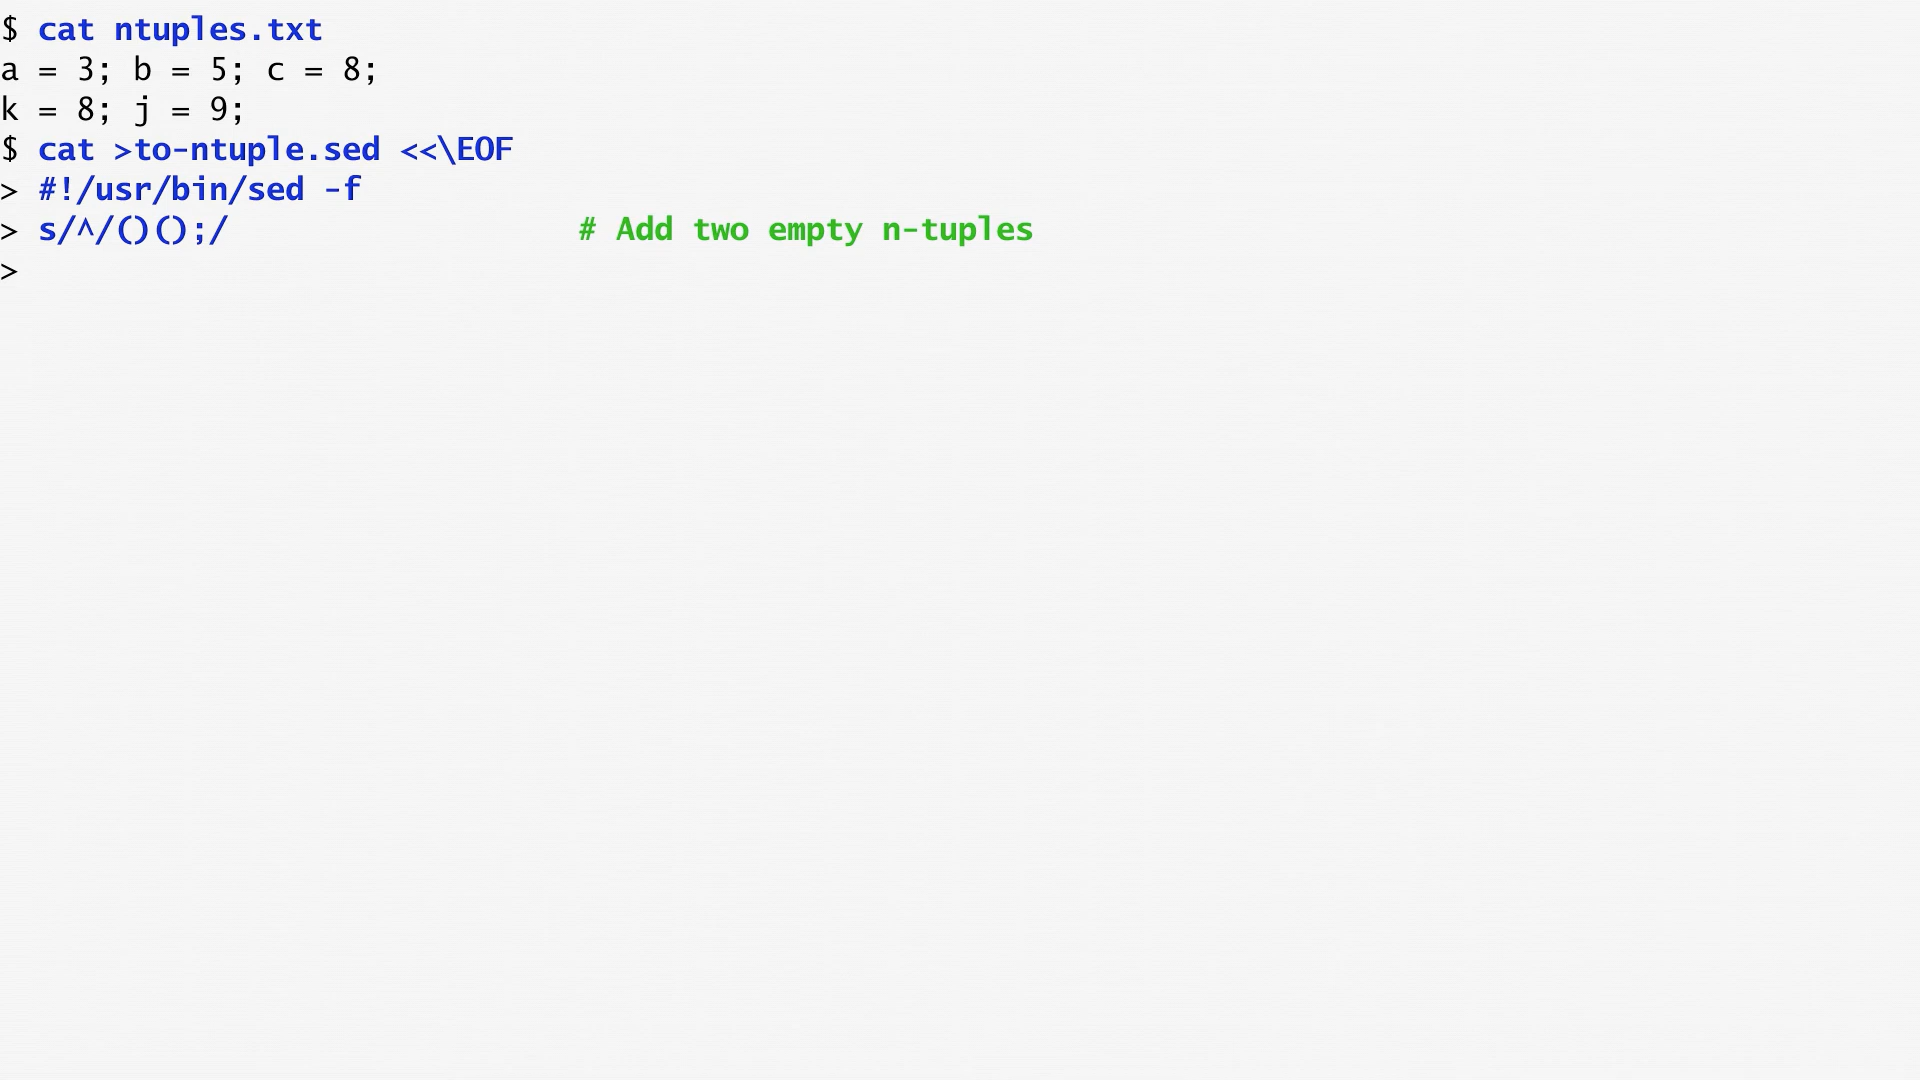 $ cat ntuples.txt
a = 3; b = 5; c = 8;
k = 8; j = 9;
$ cat >to-ntuple.sed <<\EOF
> #!/usr/bin/sed -f
> s/^/()();/ # Add two empty n-tuples
>